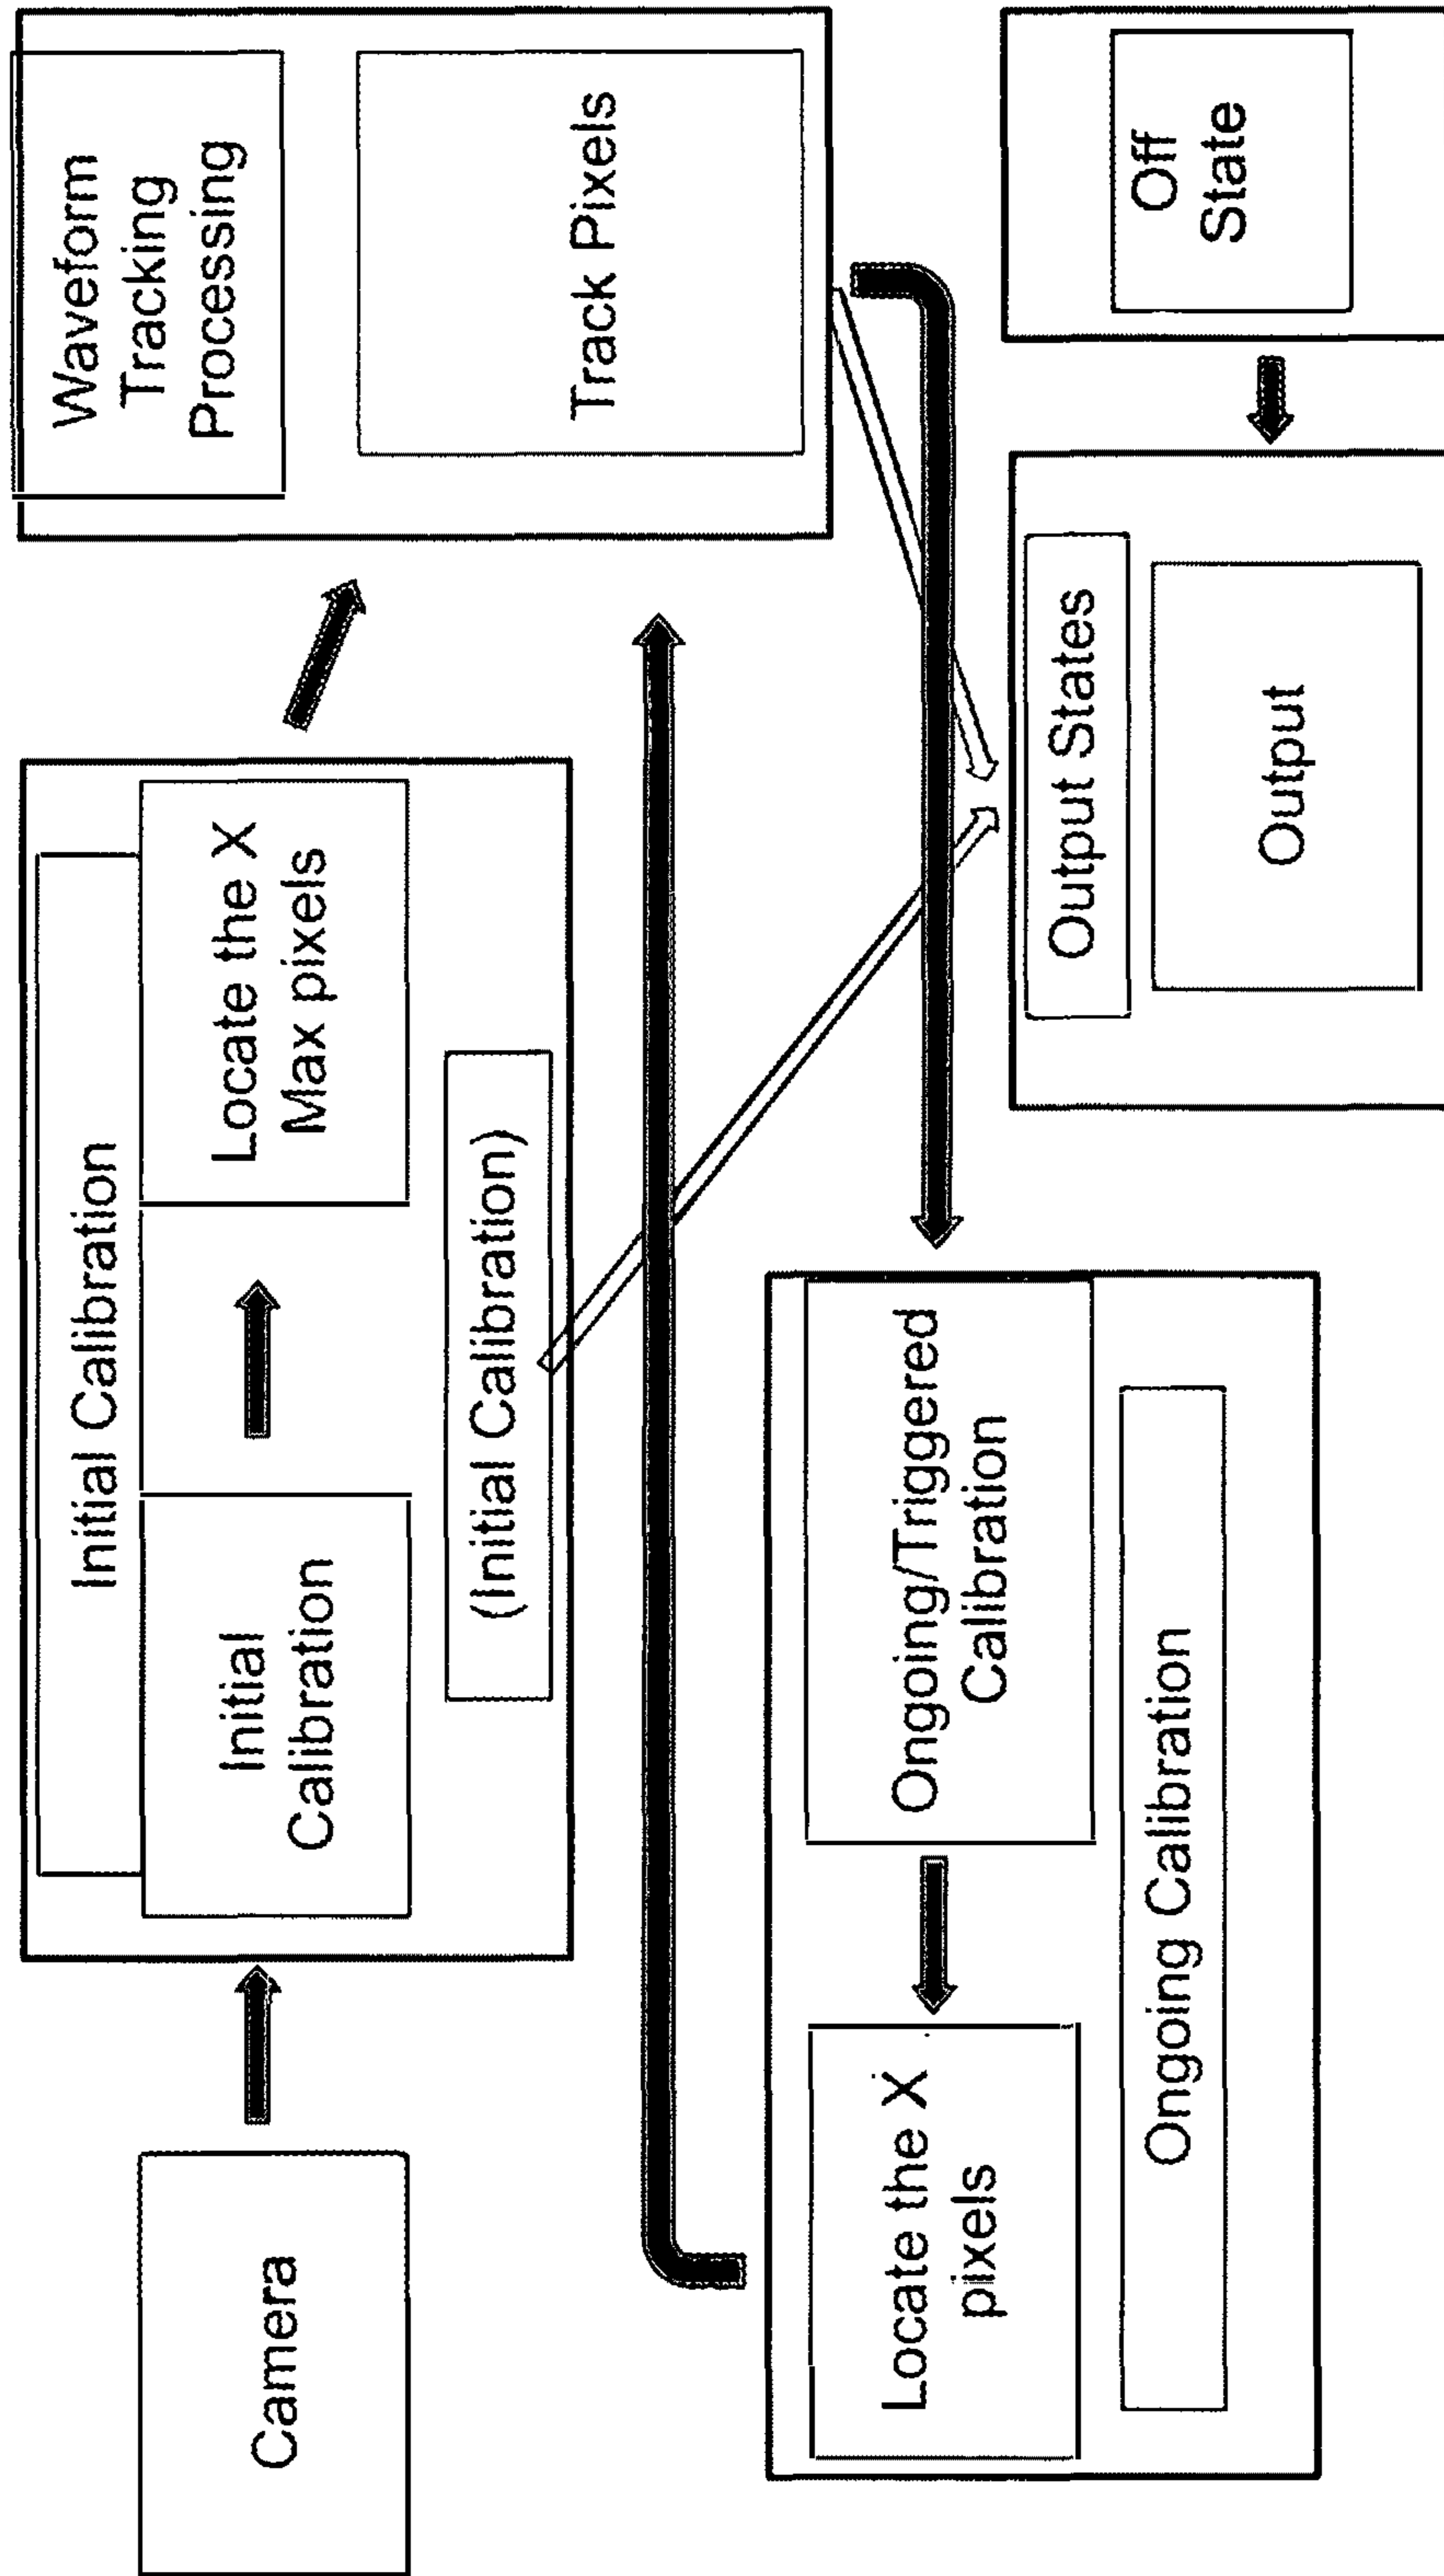 Camera
Initial Calibration
Initial
Calibration
Locate the X
Max pixels
(Initial Calibration)
Waveform
Tracking
Processing
Track Pixels
Locate the X
pixels
Ongoing/Triggered
Calibration
Ongoing Calibration
Output States
Output
Off
State